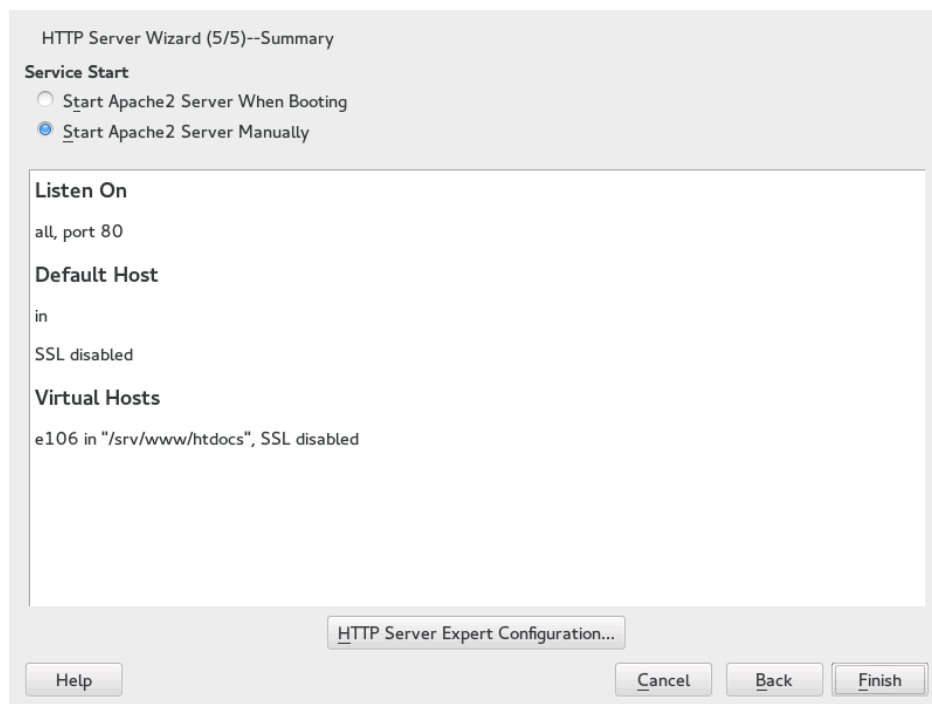 HTTP Server Wizard (5/5)--Summary
Service Start
Start Apache2 Server When Booting
Start Apache2 Server Manually
Listen On
all, port 80
Default Host
in
SSL disabled
Virtual Hosts
e106 in "/srv/www/htdocs", SSL disabled
HTTP Server Expert Configuration...
Help
Cancel
Back
Finish